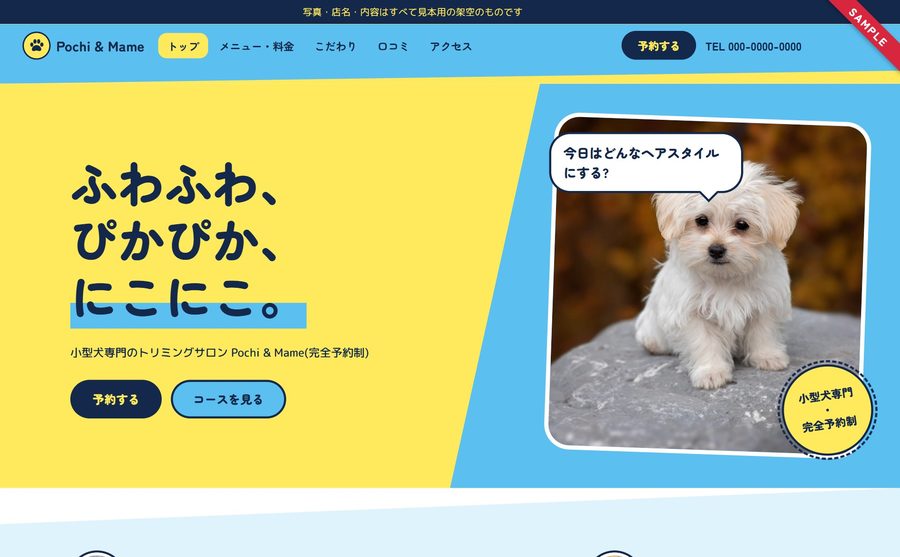 写真・店名・内容はすべて見本用の架空のものです
SAMPLE
Pochi & Mame
トップ
メニュー・料金
こだわり
口コミ
アクセス
予約する
TEL 000-0000-0000
ふわふわ、
ぴかぴか、
にこにこ。
小型犬専門のトリミングサロン Pochi & Mame(完全予約制)
予約する
コースを見る
今日はどんなヘアスタイル
にする?
小型犬専門
・
完全予約制